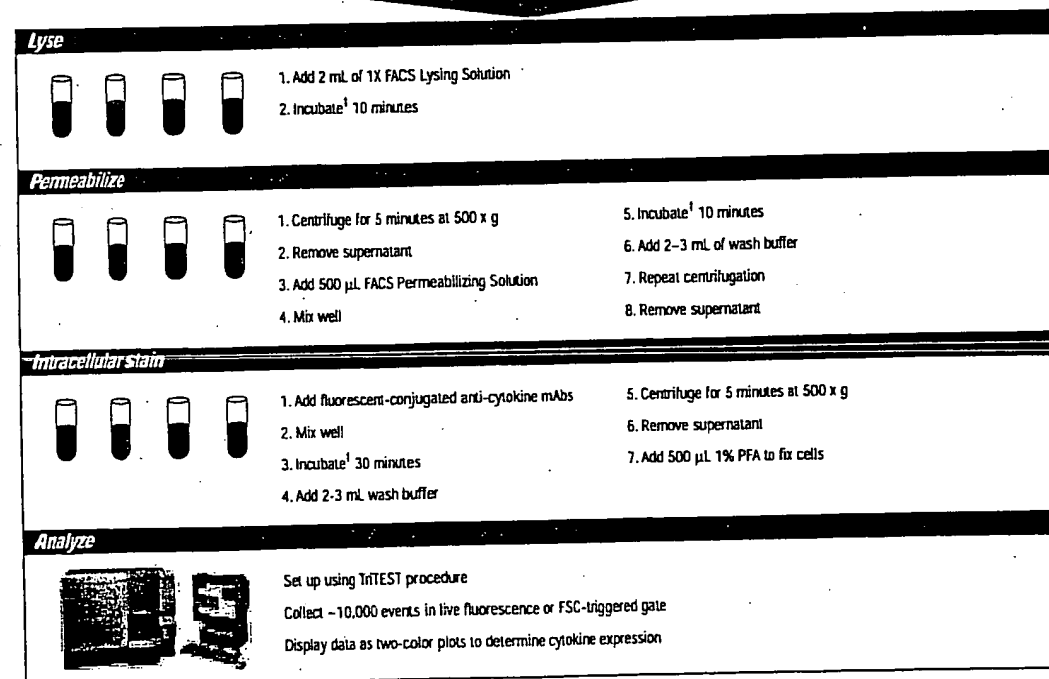 Lyse
1. Add 2 mL of 1X FACS Lysing Solution
2. Incubate† 10 minutes
Permeabilize
1. Centrifuge for 5 minutes at 500 x g
2. Remove supernatant
3. Add 500 µL FACS Permeabilizing Solution
4. Mix well
5. Incubate† 10 minutes
6. Add 2–3 mL of wash buffer
7. Repeat centrifugation
8. Remove supernatant
Intracellular Stain
1. Add fluorescent-conjugated anti-cytokine mAbs
2. Mix well
3. Incubate† 30 minutes
4. Add 2-3 mL wash buffer
5. Centrifuge for 5 minutes at 500 x g
6. Remove supernatant
7. Add 500 µL 1% PFA to fix cells
Analyze
Set up using TriTEST procedure
Collect ~10,000 events in live fluorescence or FSC-triggered gate
Display data as two-color plots to determine cytokine expression